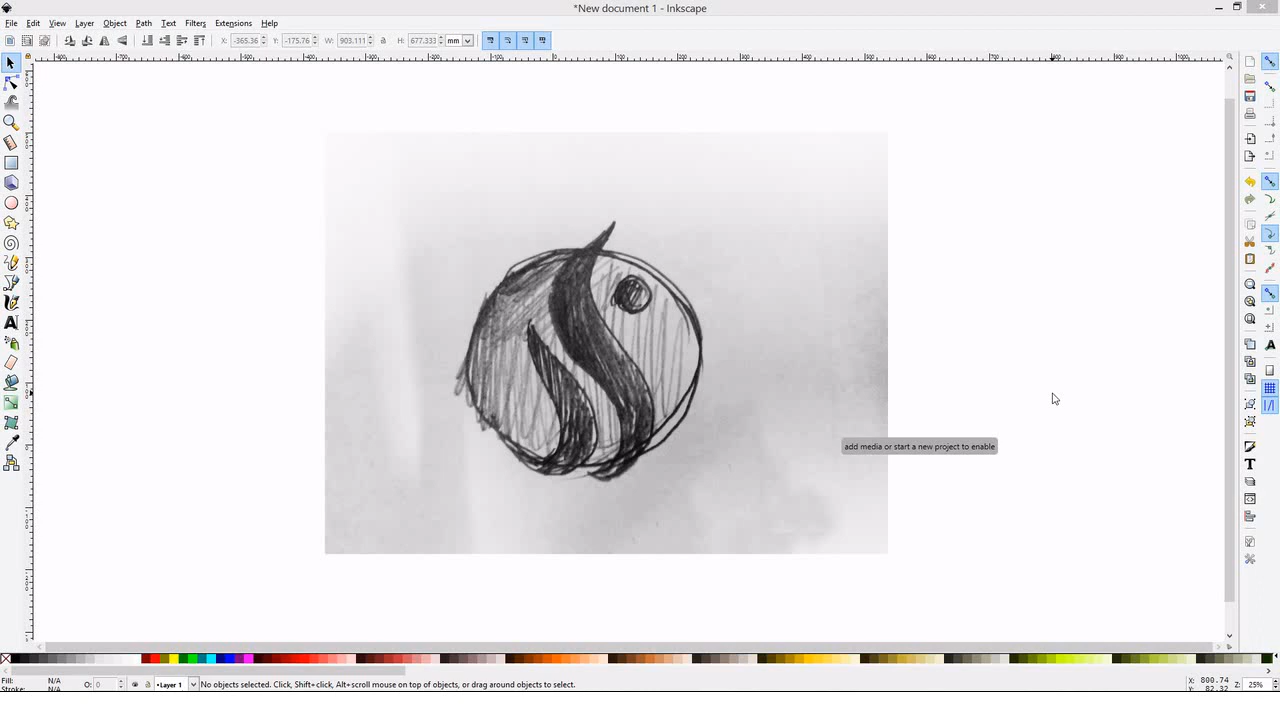 *New document 1 - Inkscape
File Edit View Layer Object Path Text Filters Extensions Help
X: -365.36 Y: -175.76 W: 903.111 H: 677.333 mm
add media or start a new project to enable
Fill: N/A O: 0 Layer 1 No objects selected. Click, Shift+click, Alt+scroll mouse on top of objects, or drag around objects to select. X: 800.74 Z: 25%
Stroke: N/A Y: 82.32